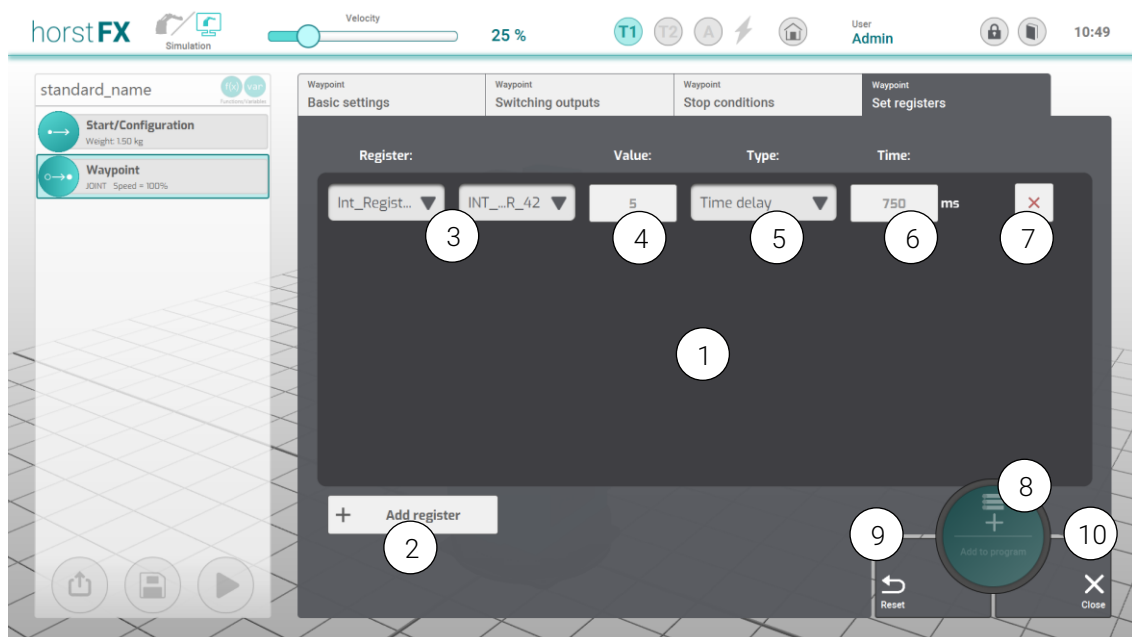 horstFX
Simulation
Velocity
25 %
T1
T2
A
User
Admin
10:49
standard_name
f(x) var
Functions/Variables
Start/Configuration
Weight: 1.50 kg
Waypoint
JOINT Speed = 100%
Waypoint
Basic settings
Waypoint
Switching outputs
Waypoint
Stop conditions
Waypoint
Set registers
Register:
Value:
Type:
Time:
Int_Regist...
INT_...R_42
5
Time delay
750
ms
3
4
5
6
7
1
Add register
2
8
9
10
Add to program
Reset
Close